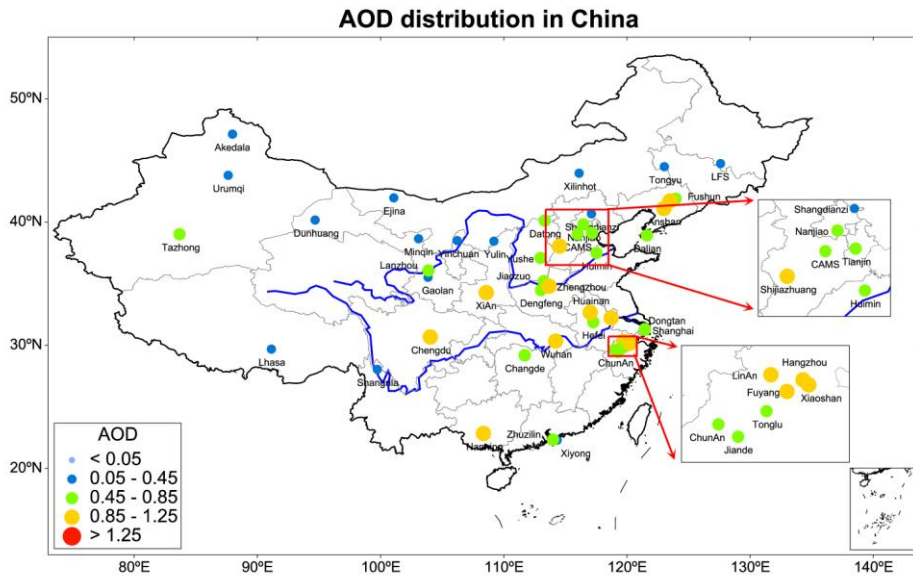 AOD distribution in China
50ºN
40ºN
30ºN
20ºN
80ºE
90ºE
100ºE
110ºE
120ºE
130ºE
140ºE
Akedala
Urumqi
Tazhong
Dunhuang
Ejina
Minqin
Yinchuan
Yulin
Lanzhou
Gaolan
Xilinhot
Tongyu
LFS
Fushun
Anshan
Dalian
Datong
Shangdianzi
Nanjiao
CAMS
Yushe
Huimin
Jiaozuo
Zhengzhou
Dengfeng
XiAn
Huainan
Hefei
Dongtan
Shanghai
Chengdu
Wuhan
Changde
ChunAn
Lhasa
Shangrila
Nanning
Zhuzilin
Xiyong
Shangdianzi
Nanjiao
CAMS
Tianjin
Shijiazhuang
Huimin
Hangzhou
LinAn
Fuyang
Xiaoshan
Tonglu
ChunAn
Jiande
AOD
< 0.05
0.05 - 0.45
0.45 - 0.85
0.85 - 1.25
> 1.25